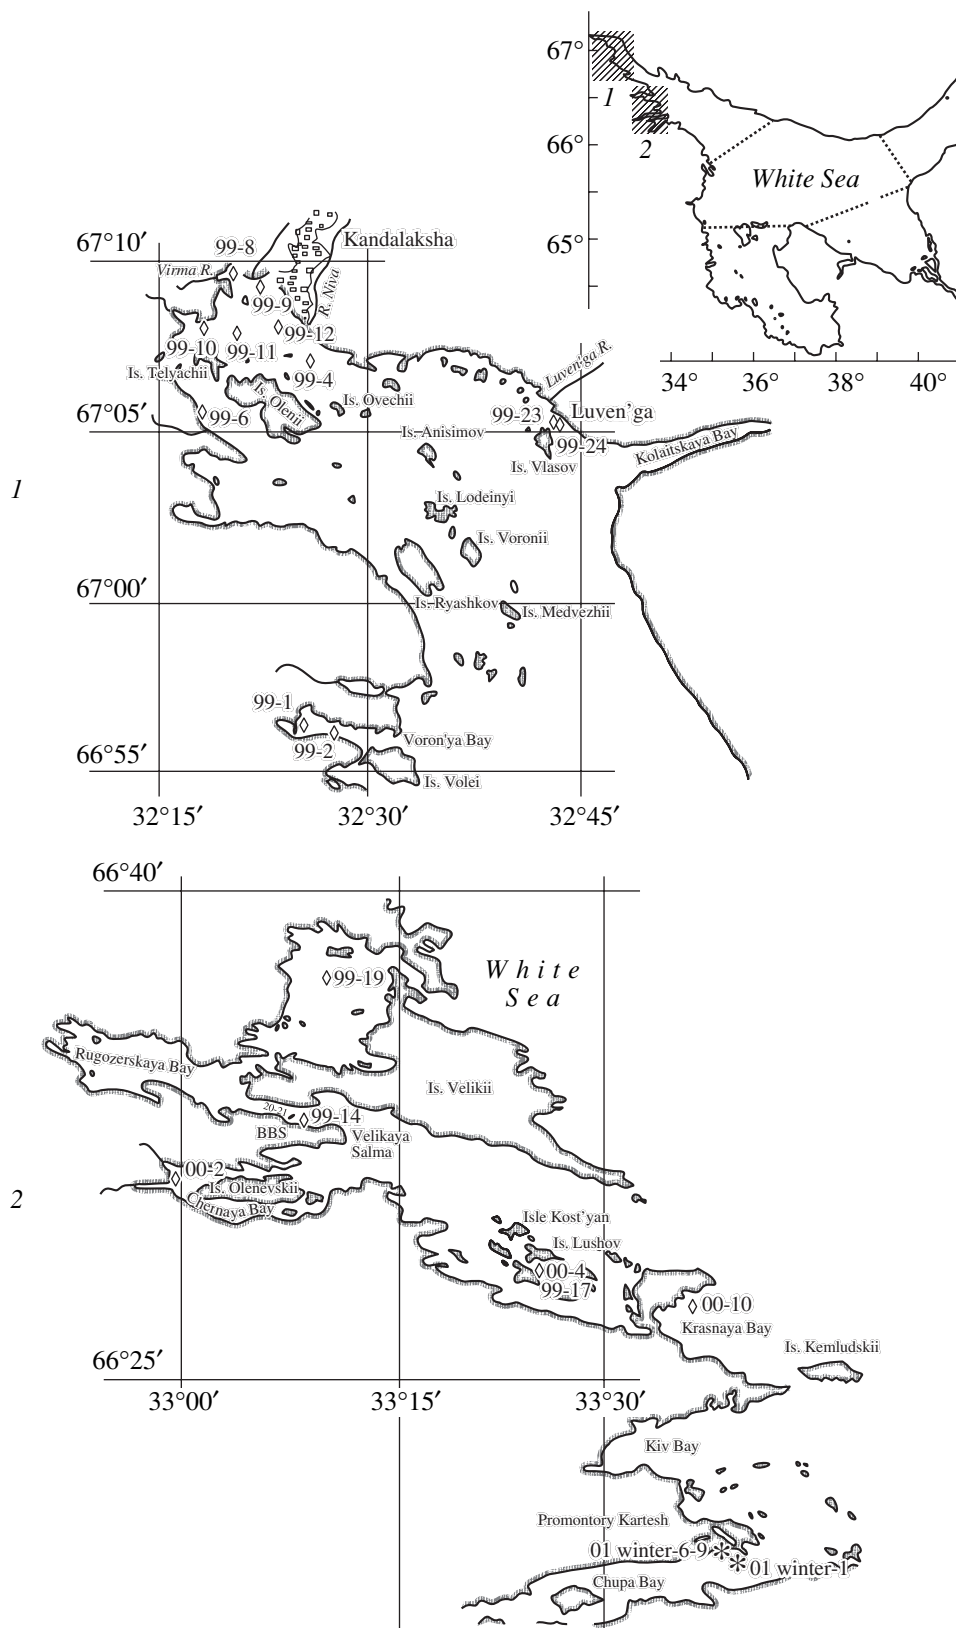 67°
1
66°
2
White Sea
65°
34°
36°
38°
40°
Kandalaksha
67°10′
99-8
Virma R.
99-9
R. Niva
99-12
99-10
99-11
99-4
Is. Telyachii
Is. Olenii
Is. Ovechii
Luven'ga R.
99-23
Luven'ga
67°05′
99-6
99-24
Is. Anisimov
Is. Vlasov
Kolaitskaya Bay
1
Is. Lodeinyi
Is. Voronii
67°00′
Is. Ryashkov
Is. Medvezhii
99-1
99-2
Voron'ya Bay
66°55′
Is. Volei
32°15′
32°30′
32°45′
66°40′
White
Sea
99-19
Rugozerskaya Bay
Is. Velikii
20-21
99-14
BBS
Velikaya
Salma
00-2
Is. Olenevskii
Chernaya Bay
2
Isle Kost'yan
Is. Lushov
00-4
99-17
00-10
Krasnaya Bay
Is. Kemludskii
66°25′
33°00′
33°15′
33°30′
Kiv Bay
Promontory Kartesh
01 winter-6-9
01 winter-1
Chupa Bay